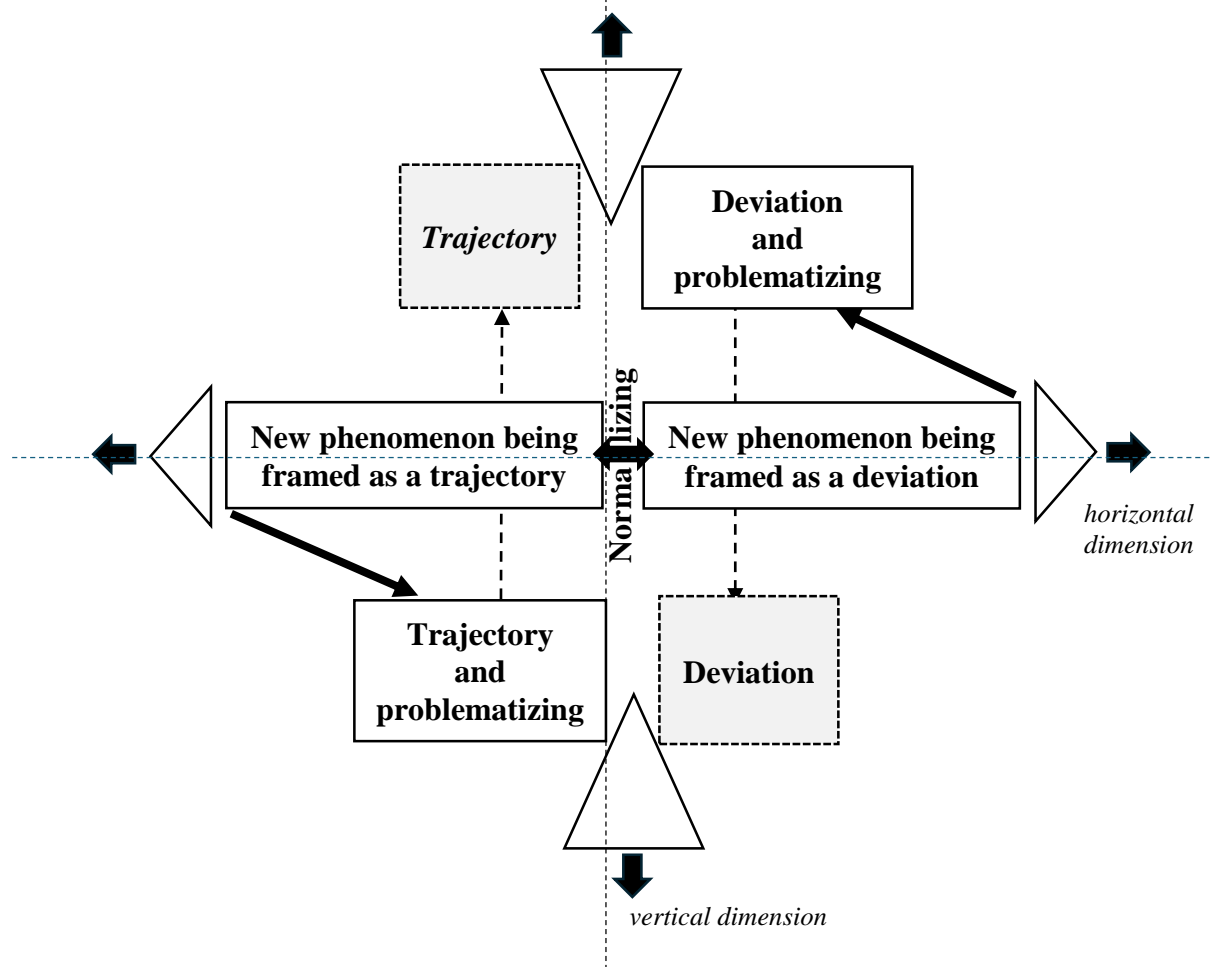 Trajectory
Deviation
and
problematizing
Normalizing
New phenomenon being
framed as a trajectory
New phenomenon being
framed as a deviation
horizontal
dimension
Trajectory
and
problematizing
Deviation
vertical dimension